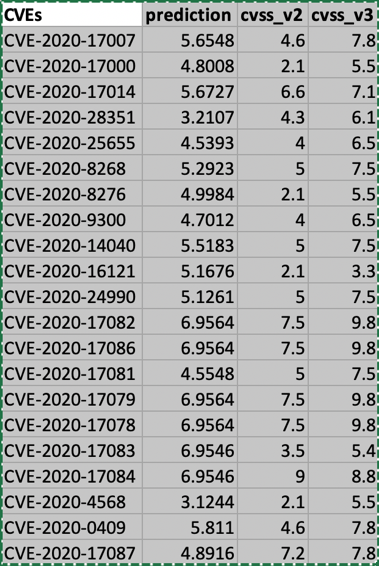 CVEs prediction cvss_v2 cvss_v3
CVE-2020-17007 5.6548 4.6 7.8
CVE-2020-17000 4.8008 2.1 5.5
CVE-2020-17014 5.6727 6.6 7.1
CVE-2020-28351 3.2107 4.3 6.1
CVE-2020-25655 4.5393 4 6.5
CVE-2020-8268 5.2923 5 7.5
CVE-2020-8276 4.9984 2.1 5.5
CVE-2020-9300 4.7012 4 6.5
CVE-2020-14040 5.5183 5 7.5
CVE-2020-16121 5.1676 2.1 3.3
CVE-2020-24990 5.1261 5 7.5
CVE-2020-17082 6.9564 7.5 9.8
CVE-2020-17086 6.9564 7.5 9.8
CVE-2020-17081 4.5548 5 7.5
CVE-2020-17079 6.9564 7.5 9.8
CVE-2020-17078 6.9564 7.5 9.8
CVE-2020-17083 6.9546 3.5 5.4
CVE-2020-17084 6.9546 9 8.8
CVE-2020-4568 3.1244 2.1 5.5
CVE-2020-0409 5.811 4.6 7.8
CVE-2020-17087 4.8916 7.2 7.8